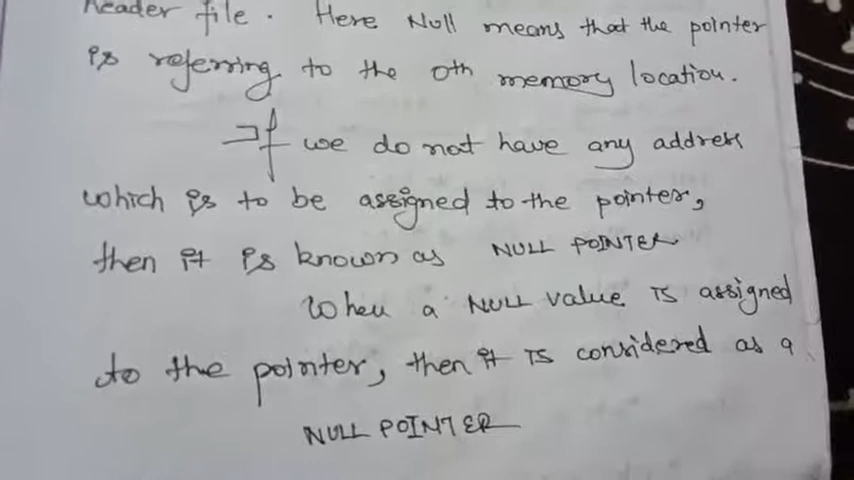 header file. Here Null means that the pointer
is referring to the 0th memory location.
If we do not have any address
which is to be assigned to the pointer,
then it is known as NULL POINTER
When a NULL value is assigned
to the pointer, then it is considered as a
NULL POINTER